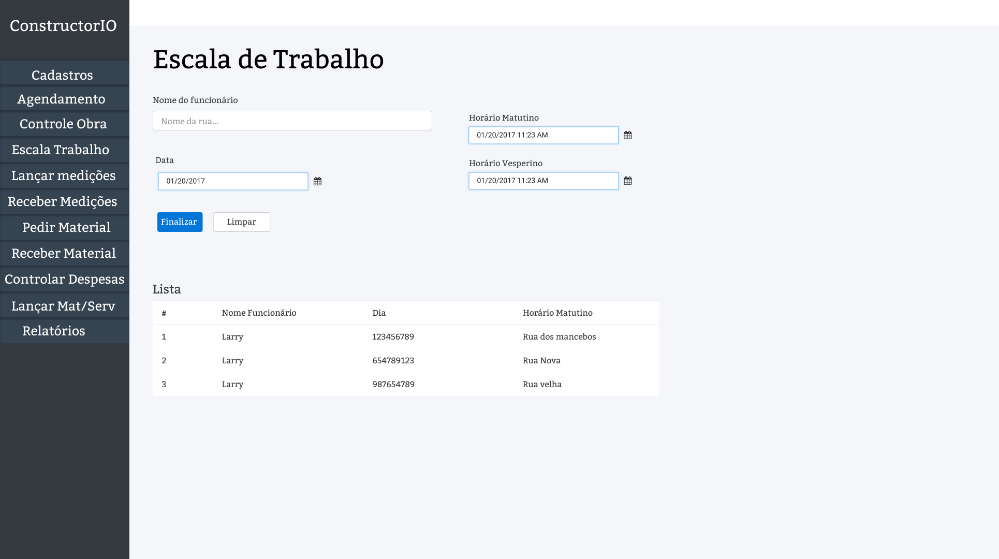 ConstructorIO
Cadastros
Agendamento
Controle Obra
Escala Trabalho
Lançar medições
Receber Medições
Pedir Material
Receber Material
Controlar Despesas
Lançar Mat/Serv
Relatórios
Escala de Trabalho
Nome do funcionário
Nome da rua...
Horário Matutino
01/20/2017 11:23 AM
Data
01/20/2017
Horário Vesperino
01/20/2017 11:23 AM
Finalizar Limpar
Lista
# Nome Funcionário Dia Horário Matutino
1 Larry 123456789 Rua dos mancebos
2 Larry 654789123 Rua Nova
3 Larry 987654789 Rua velha